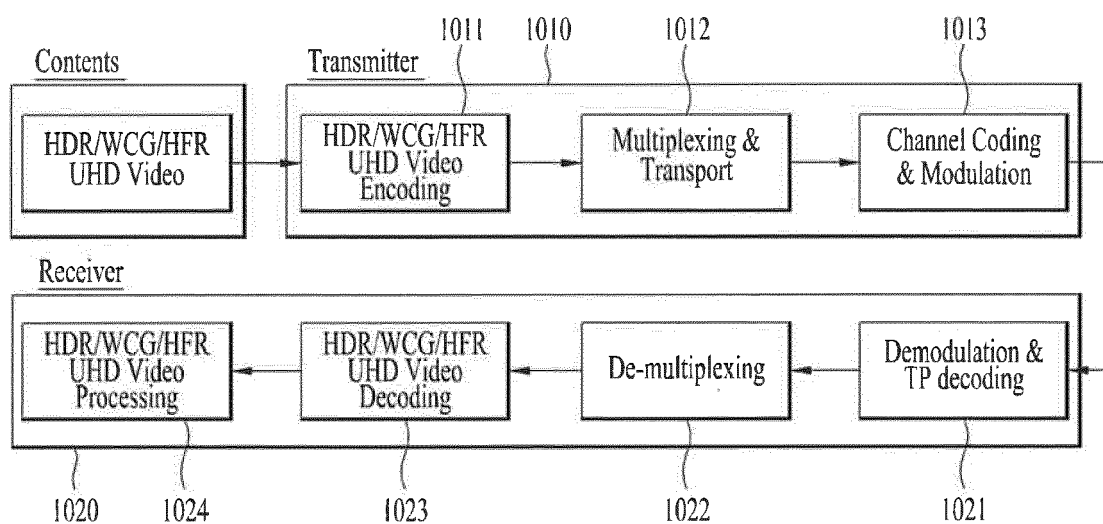 1011
1010
1012
1013
Contents
Transmitter
HDR/WCG/HFR
UHD Video
HDR/WCG/HFR
UHD Video
Encoding
Multiplexing &
Transport
Channel Coding
& Modulation
Receiver
HDR/WCG/HFR
UHD Video
Processing
HDR/WCG/HFR
UHD Video
Decoding
De-multiplexing
Demodulation &
TP decoding
1020
1024
1023
1022
1021